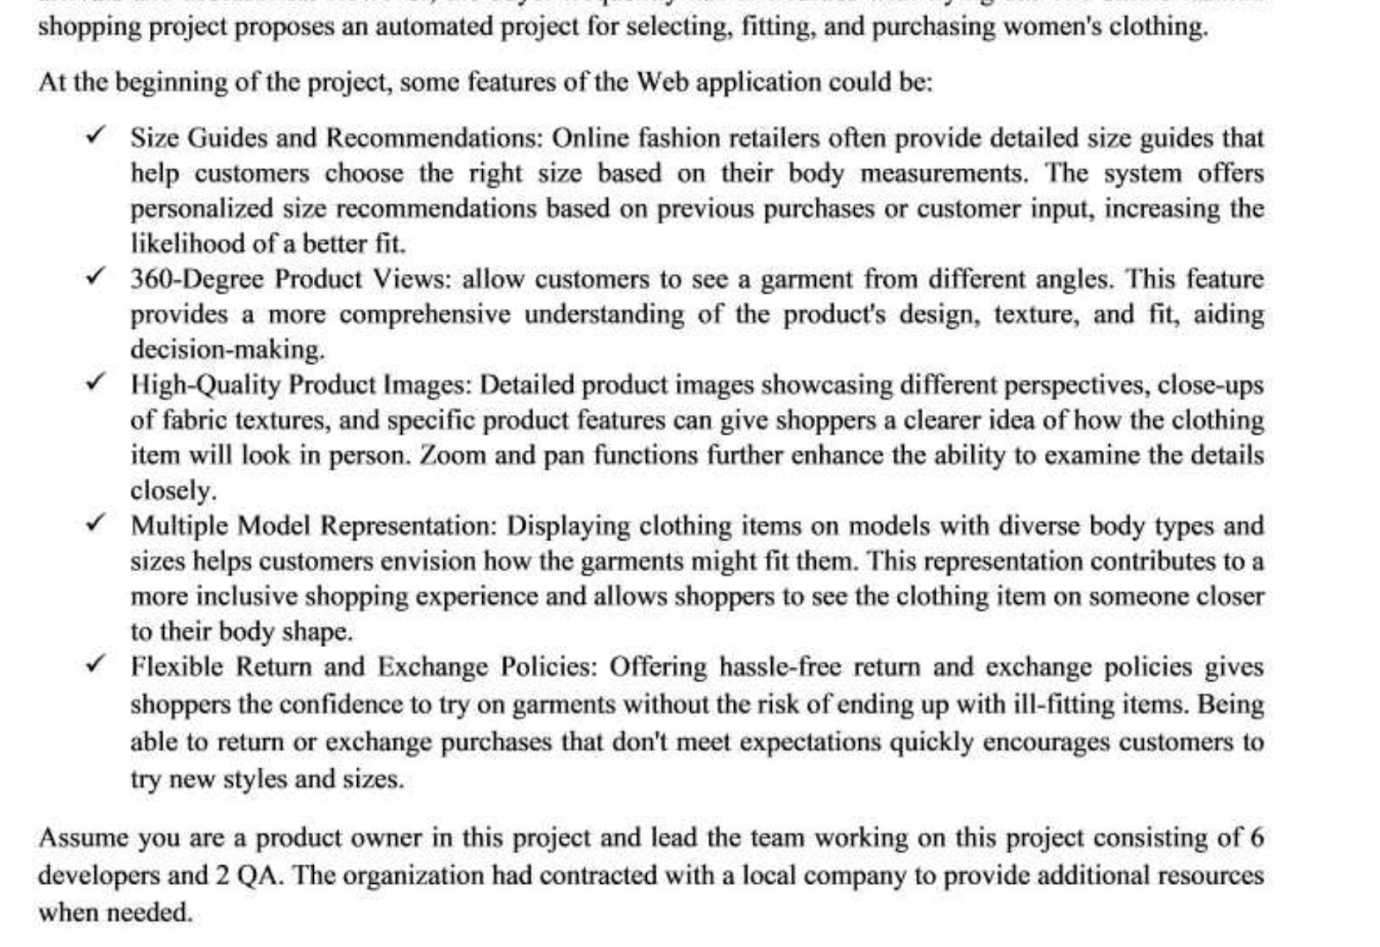 shopping project proposes an automated project for selecting, fitting, and purchasing women's clothing.
At the beginning of the project, some features of the Web application could be:
✓ Size Guides and Recommendations: Online fashion retailers often provide detailed size guides that
help customers choose the right size based on their body measurements. The system offers
personalized size recommendations based on previous purchases or customer input, increasing the
likelihood of a better fit.
✓ 360-Degree Product Views: allow customers to see a garment from different angles. This feature
provides a more comprehensive understanding of the product's design, texture, and fit, aiding
decision-making.
✓ High-Quality Product Images: Detailed product images showcasing different perspectives, close-ups
of fabric textures, and specific product features can give shoppers a clearer idea of how the clothing
item will look in person. Zoom and pan functions further enhance the ability to examine the details
closely.
✓ Multiple Model Representation: Displaying clothing items on models with diverse body types and
sizes helps customers envision how the garments might fit them. This representation contributes to a
more inclusive shopping experience and allows shoppers to see the clothing item on someone closer
to their body shape.
✓ Flexible Return and Exchange Policies: Offering hassle-free return and exchange policies gives
shoppers the confidence to try on garments without the risk of ending up with ill-fitting items. Being
able to return or exchange purchases that don't meet expectations quickly encourages customers to
try new styles and sizes.
Assume you are a product owner in this project and lead the team working on this project consisting of 6
developers and 2 QA. The organization had contracted with a local company to provide additional resources
when needed.